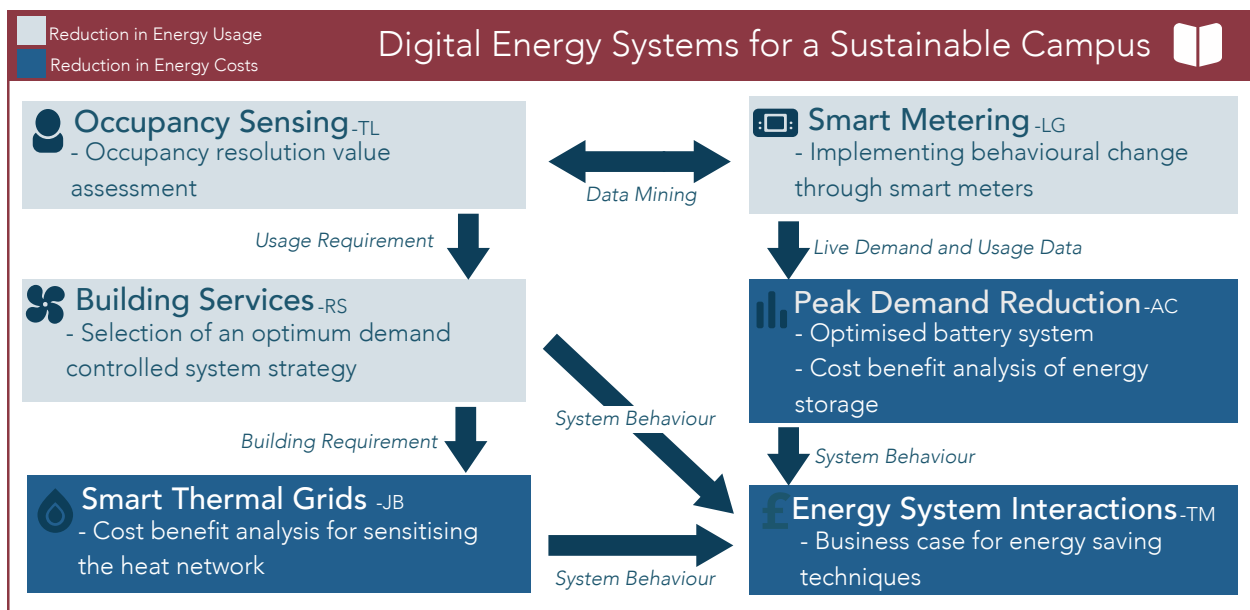 Reduction in Energy Usage
Reduction in Energy Costs
Digital Energy Systems for a Sustainable Campus
Occupancy Sensing -TL
- Occupancy resolution value
assessment
Data Mining
Smart Metering -LG
- Implementing behavioural change
through smart meters
Usage Requirement
Live Demand and Usage Data
Building Services -RS
- Selection of an optimum demand
controlled system strategy
Peak Demand Reduction -AC
- Optimised battery system
- Cost benefit analysis of energy
storage
System Behaviour
Building Requirement
System Behaviour
Smart Thermal Grids -JB
- Cost benefit analysis for sensitising
the heat network
System Behaviour
£ Energy System Interactions -TM
- Business case for energy saving
techniques